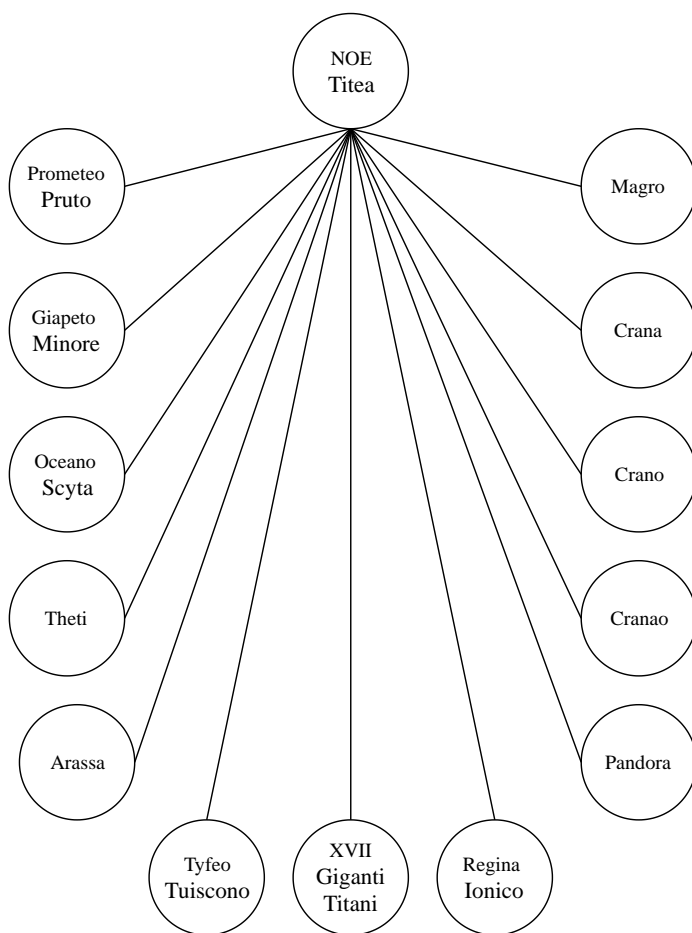 NOE
Titea
Prometeo
Pruto
Magro
Giapeto
Minore
Crana
Oceano
Scyta
Crano
Theti
Cranao
Arassa
Pandora
Tyfeo
Tuiscono
XVII
Giganti
Titani
Regina
Ionico